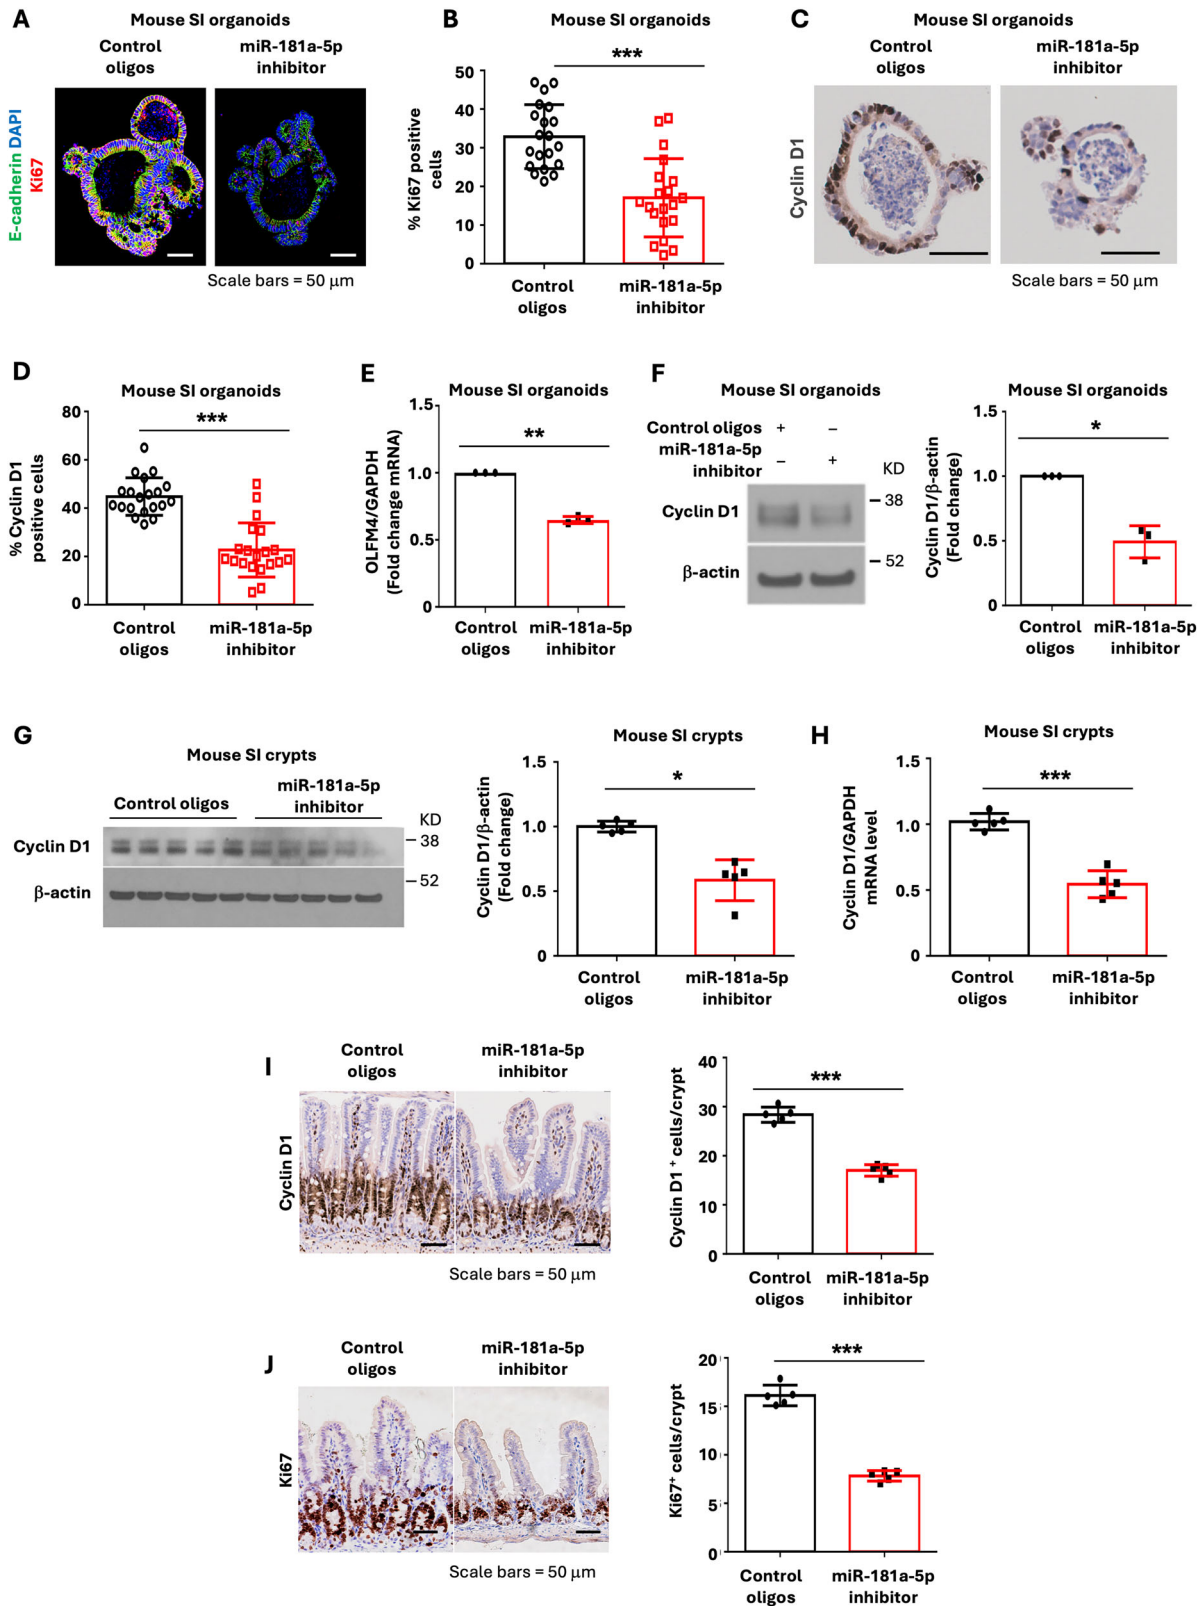 A
Mouse SI organoids
Control
oligos
miR-181a-5p
inhibitor
E-cadherin DAPI
Ki67
Scale bars = 50 μm
B
Mouse SI organoids
***
% Ki67 positive
cells
50
40
30
20
10
0
Control
oligos
miR-181a-5p
inhibitor
C
Mouse SI organoids
Control
oligos
miR-181a-5p
inhibitor
Cyclin D1
Scale bars = 50 μm
D
Mouse SI organoids
***
% Cyclin D1
positive cells
80
60
40
20
0
Control
oligos
miR-181a-5p
inhibitor
E
Mouse SI organoids
**
OLFM4/GAPDH
(Fold change mRNA)
1.5
1.0
0.5
0
Control
oligos
miR-181a-5p
inhibitor
F
Mouse SI organoids
Control oligos + –
miR-181a-5p
inhibitor – +
KD
Cyclin D1
– 38
β-actin
– 52
Mouse SI organoids
*
Cyclin D1/β-actin
(Fold change)
1.5
1.0
0.5
0
Control
oligos
miR-181a-5p
inhibitor
G
Mouse SI crypts
Control oligos
miR-181a-5p
inhibitor
KD
Cyclin D1
– 38
β-actin
– 52
Mouse SI crypts
*
Cyclin D1/β-actin
(Fold change)
1.5
1.0
0.5
0
Control
oligos
miR-181a-5p
inhibitor
H
Mouse SI crypts
***
Cyclin D1/GAPDH
mRNA level
1.5
1.0
0.5
0
Control
oligos
miR-181a-5p
inhibitor
I
Control
oligos
miR-181a-5p
inhibitor
Cyclin D1
Scale bars = 50 μm
***
Cyclin D1 + cells/crypt
40
30
20
10
0
Control
oligos
miR-181a-5p
inhibitor
J
Control
oligos
miR-181a-5p
inhibitor
Ki67
Scale bars = 50 μm
***
Ki67+ cells/crypt
20
15
10
5
0
Control
oligos
miR-181a-5p
inhibitor